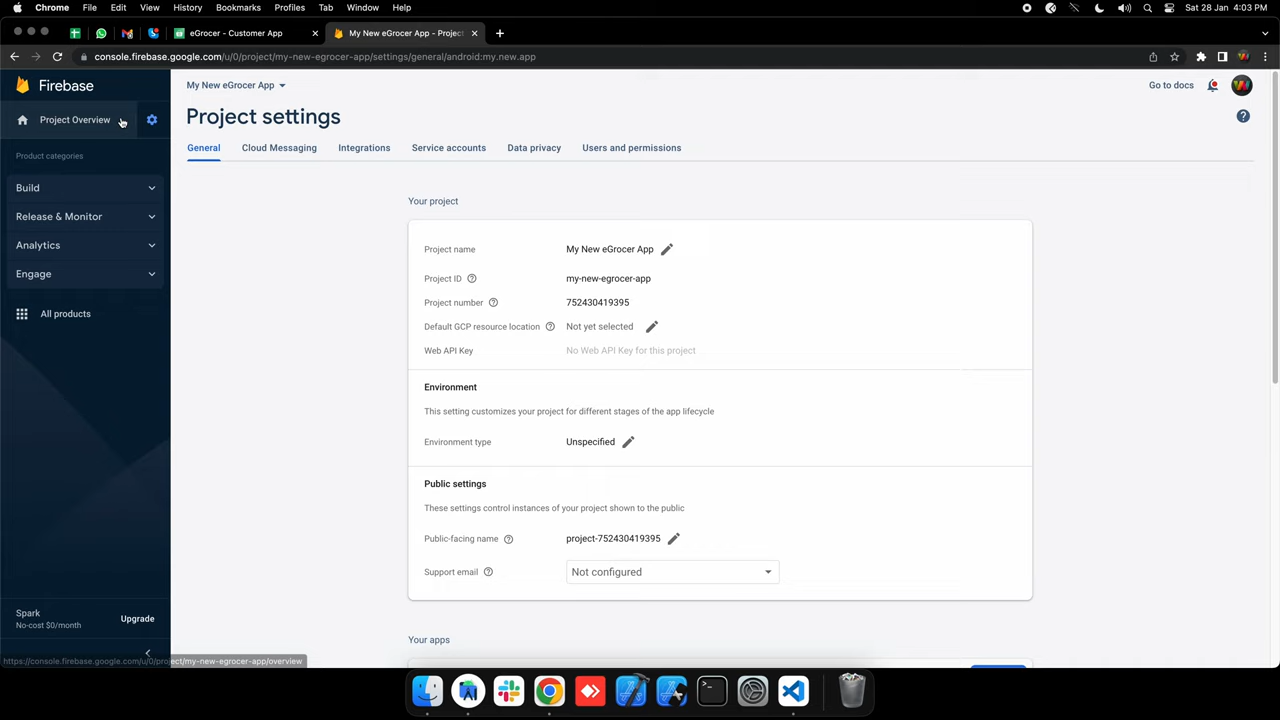 Chrome File Edit View History Bookmarks Profiles Tab Window Help Sat 28 Jan 4:03 PM
eGrocer - Customer App
My New eGrocer App - Projec
console.firebase.google.com/u/0/project/my-new-egrocer-app/settings/general/android:my.new.app
Firebase
My New eGrocer App
Go to docs
Project Overview
Project settings
Product categories
General Cloud Messaging Integrations Service accounts Data privacy Users and permissions
Build
Release & Monitor
Analytics
Engage
All products
Your project
Project name My New eGrocer App
Project ID my-new-egrocer-app
Project number 752430419395
Default GCP resource location Not yet selected
Web API Key No Web API Key for this project
Environment
This setting customizes your project for different stages of the app lifecycle
Environment type Unspecified
Public settings
These settings control instances of your project shown to the public
Public-facing name project-752430419395
Support email Not configured
Your apps
Spark
No-cost $0/month
Upgrade
https://console.firebase.google.com/u/0/project/my-new-egrocer-app/overview